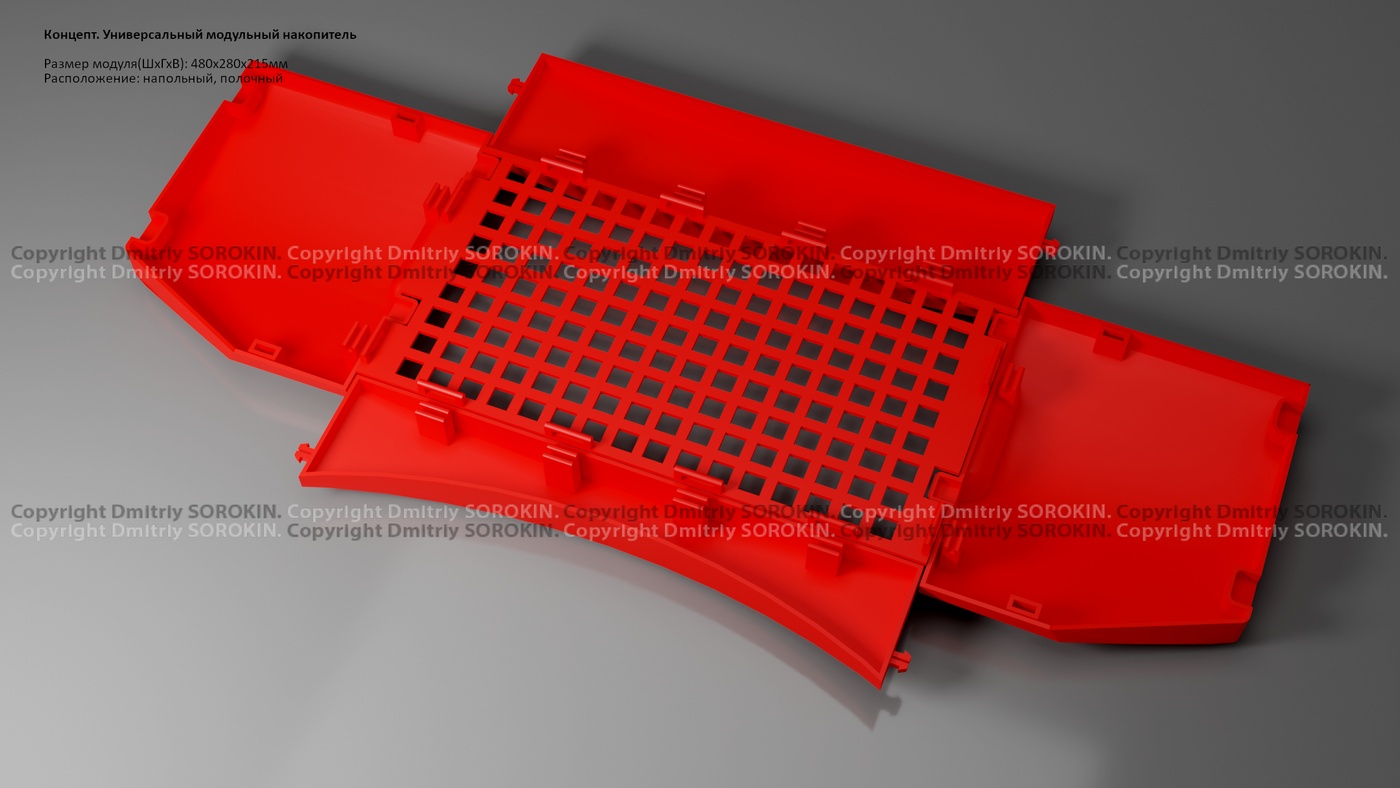 Концепт. Универсальный модульный накопитель
Размер модуля(ШхГхВ): 480х280х215мм
Расположение: напольный, полочный
Copyright Dmitriy SOROKIN. Copyright Dmitriy SOROKIN. Copyright Dmitriy SOROKIN. Copyright Dmitriy SOROKIN. Copyright Dmitriy SOROKIN.
Copyright Dmitriy SOROKIN. Copyright Dmitriy SOROKIN. Copyright Dmitriy SOROKIN. Copyright Dmitriy SOROKIN. Copyright Dmitriy SOROKIN.
Copyright Dmitriy SOROKIN. Copyright Dmitriy SOROKIN. Copyright Dmitriy SOROKIN. Copyright Dmitriy SOROKIN. Copyright Dmitriy SOROKIN.
Copyright Dmitriy SOROKIN. Copyright Dmitriy SOROKIN. Copyright Dmitriy SOROKIN. Copyright Dmitriy SOROKIN. Copyright Dmitriy SOROKIN.